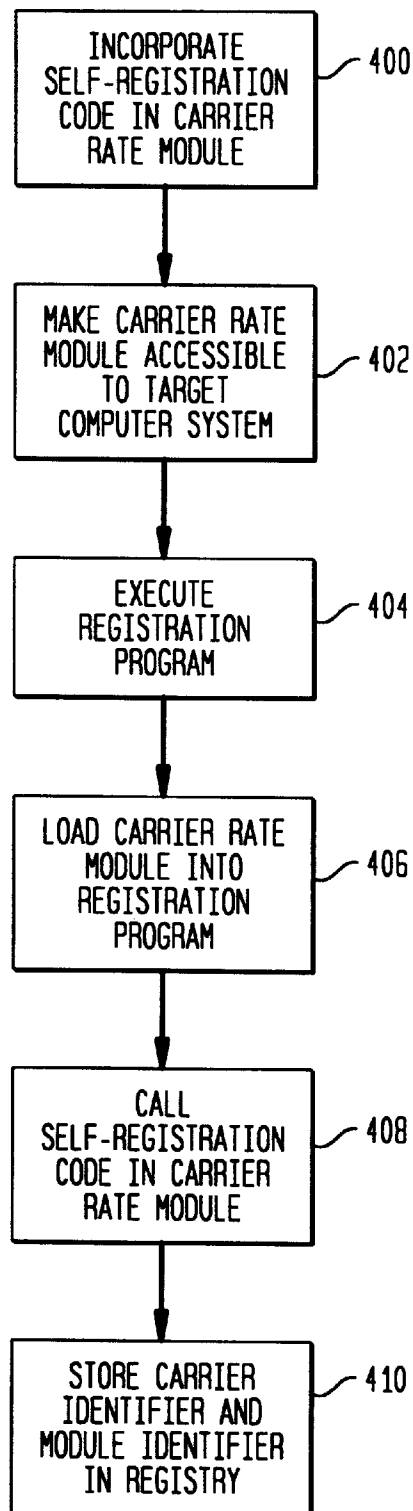 INCORPORATE
SELF-REGISTRATION
CODE IN CARRIER
RATE MODULE
400
MAKE CARRIER RATE
MODULE ACCESSIBLE
TO TARGET
COMPUTER SYSTEM
402
EXECUTE
REGISTRATION
PROGRAM
404
LOAD CARRIER RATE
MODULE INTO
REGISTRATION
PROGRAM
406
CALL
SELF-REGISTRATION
CODE IN CARRIER
RATE MODULE
408
STORE CARRIER
IDENTIFIER AND
MODULE IDENTIFIER
IN REGISTRY
410